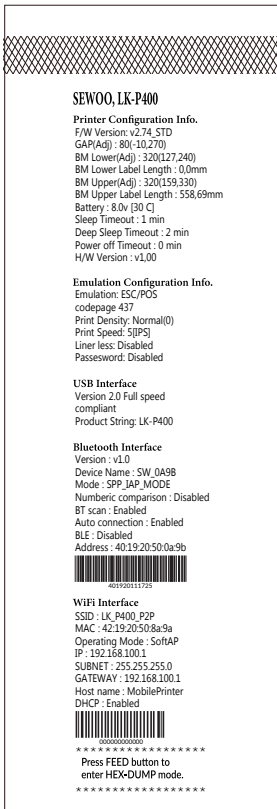 SEWOO, LK-P400
Printer Configuration Info.
F/W Version: v2.74_STD
GAP(Adj) : 80(-10,270)
BM Lower(Adj) : 320(127,240)
BM Lower Label Length : 0,0mm
BM Upper(Adj) : 320(159,330)
BM Upper Label Length : 558,69mm
Battery : 8.0v [30 C]
Sleep Timeout : 1 min
Deep Sleep Timeout : 2 min
Power off Timeout : 0 min
H/W Version : v1,00
Emulation Configuration Info.
Emulation: ESC/POS
codepage 437
Print Density: Normal(0)
Print Speed: 5[IPS]
Liner less: Disabled
Passesword: Disabled
USB Interface
Version 2.0 Full speed
compliant
Product String: LK-P400
Bluetooth Interface
Version : v1.0
Device Name : SW_0A9B
Mode : SPP_IAP_MODE
Numberic comparison : Disabled
BT scan : Enabled
Auto connection : Enabled
BLE : Disabled
Address : 40:19:20:50:0a:9b
401920111725
WiFi Interface
SSID : LK_P400_P2P
MAC : 42:19:20:50:8a:9a
Operating Mode : SoftAP
IP : 192.168.100.1
SUBNET : 255.255.255.0
GATEWAY : 192.168.100.1
Host name : MobilePrinter
DHCP : Enabled
000000000000
* * * * * * * * * * * * * * * * * *
Press FEED button to
enter HEX-DUMP mode.
* * * * * * * * * * * * * * * * * *